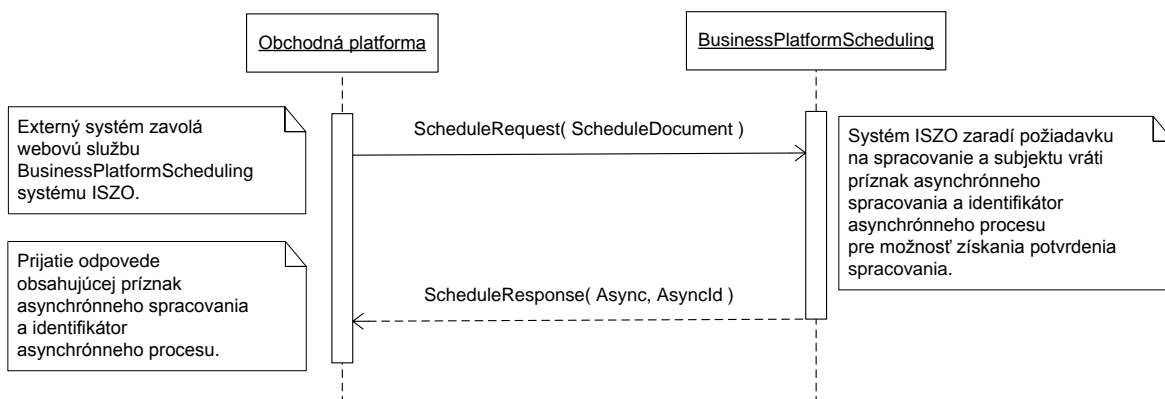 Obchodná platforma
BusinessPlatformScheduling
Externý systém zavolá
webovú službu
BusinessPlatformScheduling
systému ISZO.
ScheduleRequest( ScheduleDocument )
Systém ISZO zaradí požiadavku
na spracovanie a subjektu vráti
príznak asynchrónneho
spracovania a identifikátor
asynchrónneho procesu
pre možnosť získania potvrdenia
spracovania.
Prijatie odpovede
obsahujúcej príznak
asynchrónneho spracovania
a identifikátor
asynchrónneho procesu.
ScheduleResponse( Async, AsyncId )